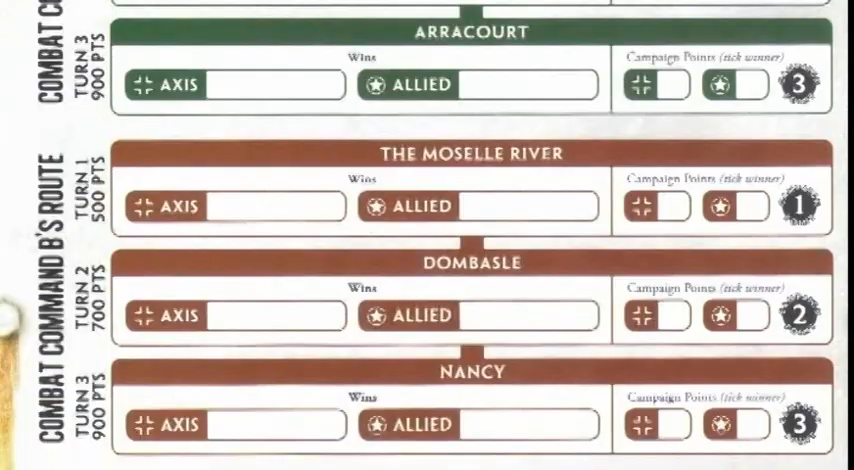 COMBAT
TURN 3
900 PTS
ARRACOURT
Wins
Campaign Points (tick winner)
AXIS
ALLIED
3
COMBAT COMMAND B'S ROUTE
TURN 1
500 PTS
THE MOSELLE RIVER
Wins
Campaign Points (tick winner)
AXIS
ALLIED
1
TURN 2
700 PTS
DOMBASLE
Wins
Campaign Points (tick winner)
AXIS
ALLIED
2
TURN 3
900 PTS
NANCY
Wins
Campaign Points (tick winner)
AXIS
ALLIED
3